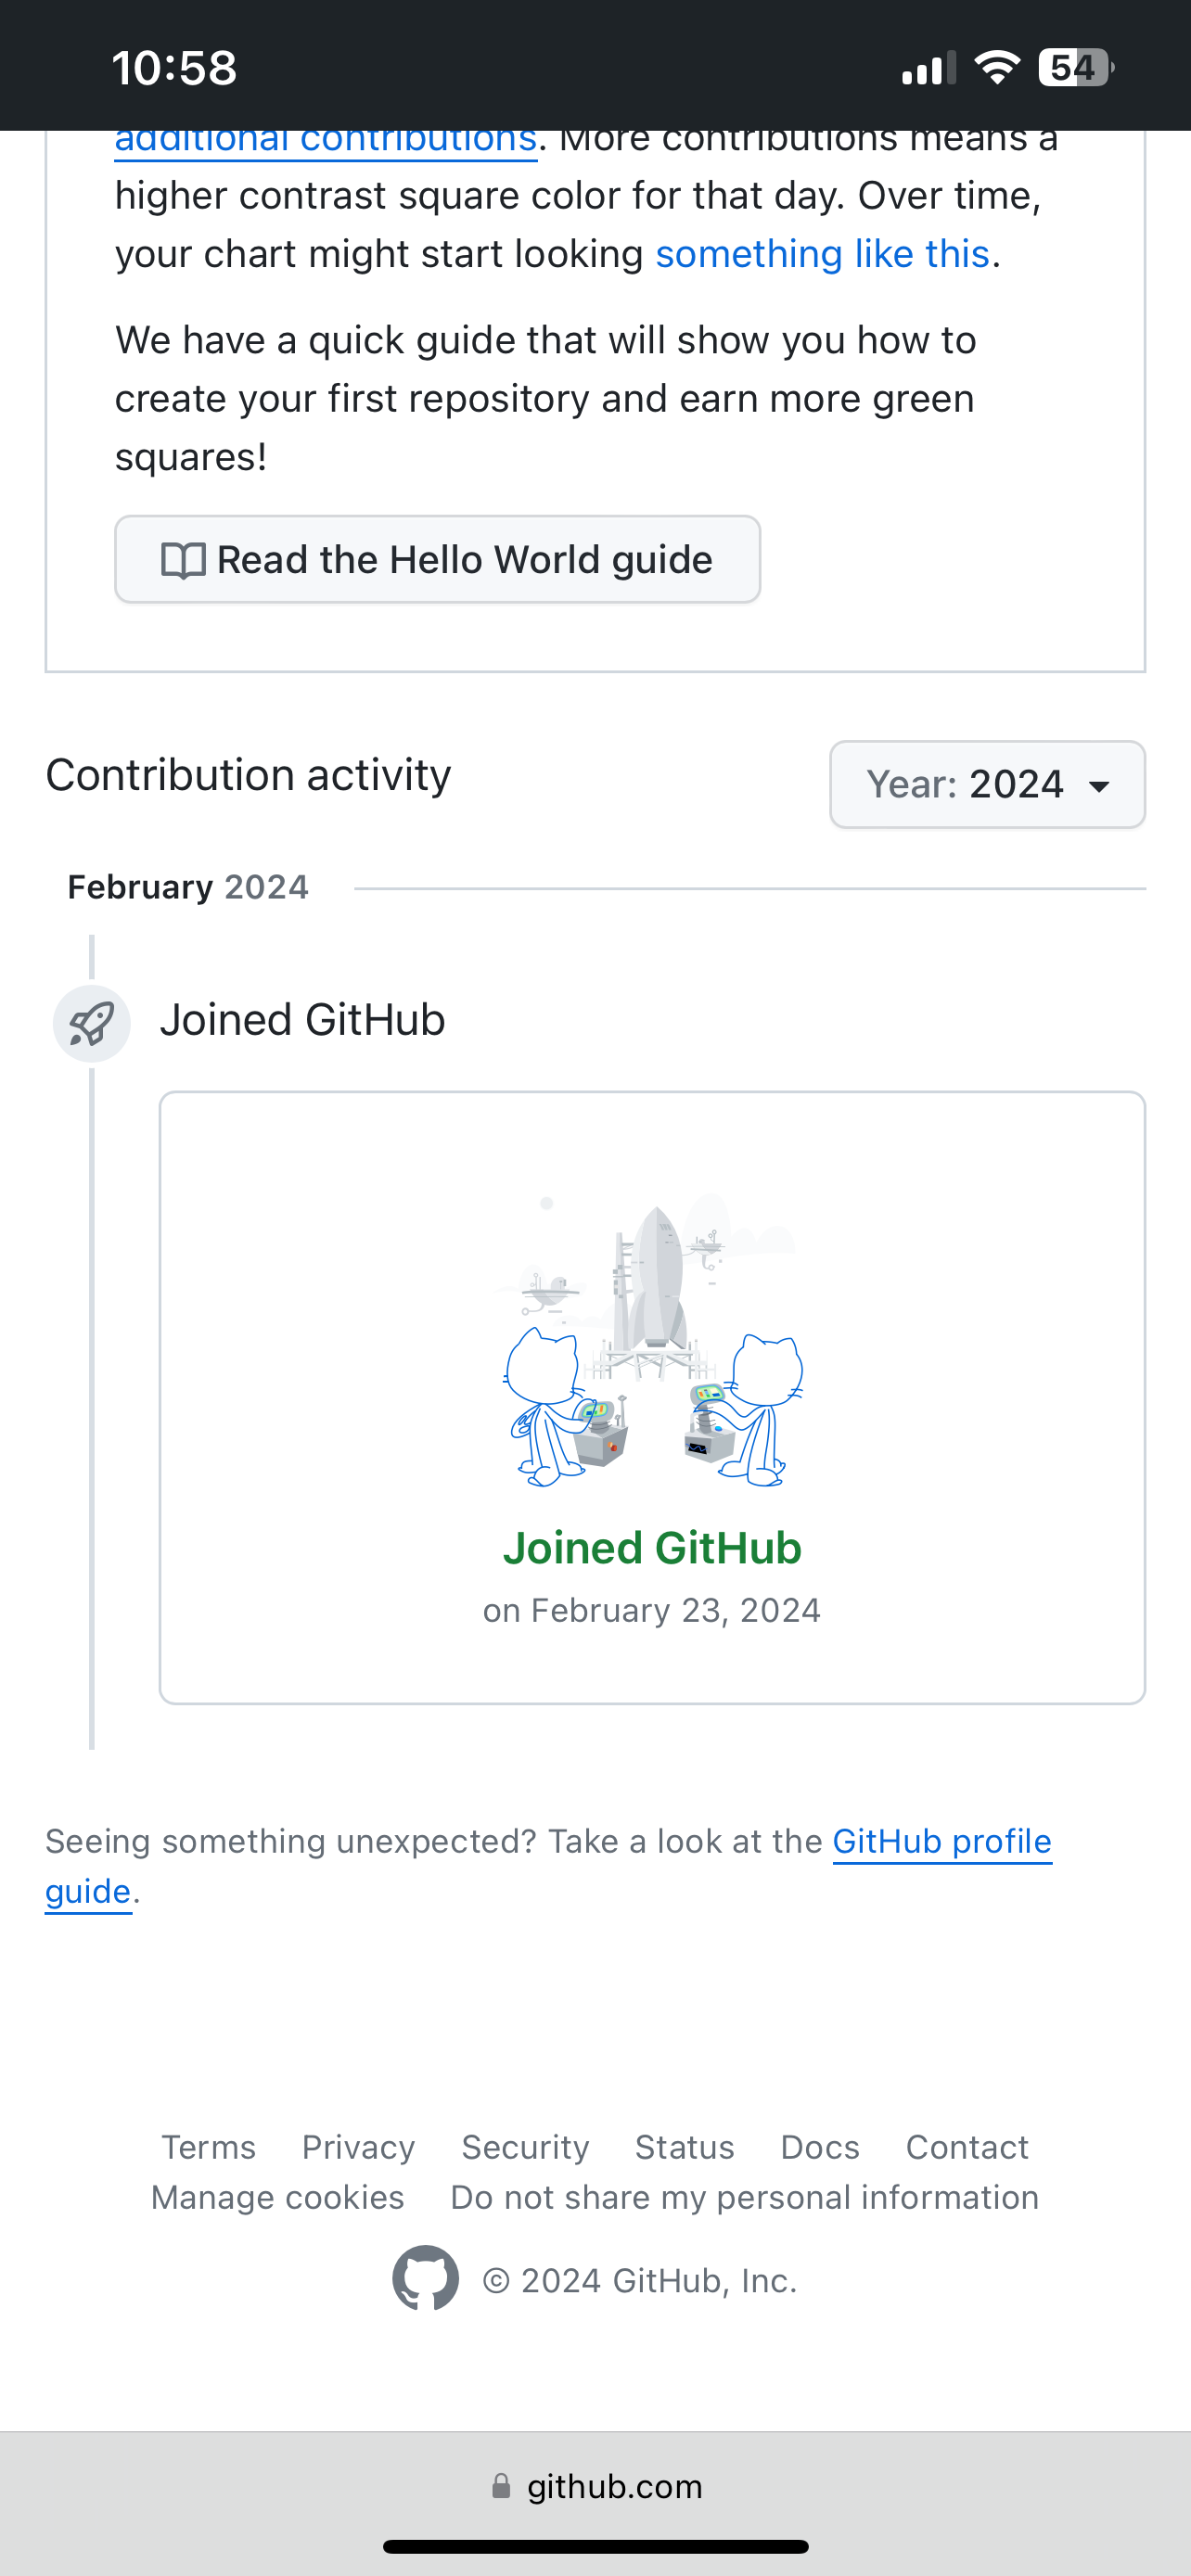 10:58
54
additional contributions. More contributions means a
higher contrast square color for that day. Over time,
your chart might start looking something like this.
We have a quick guide that will show you how to
create your first repository and earn more green
squares!
Read the Hello World guide
Contribution activity
Year: 2024
February 2024
Joined GitHub
Joined GitHub
on February 23, 2024
Seeing something unexpected? Take a look at the GitHub profile
guide.
Terms Privacy Security Status Docs Contact
Manage cookies Do not share my personal information
© 2024 GitHub, Inc.
github.com